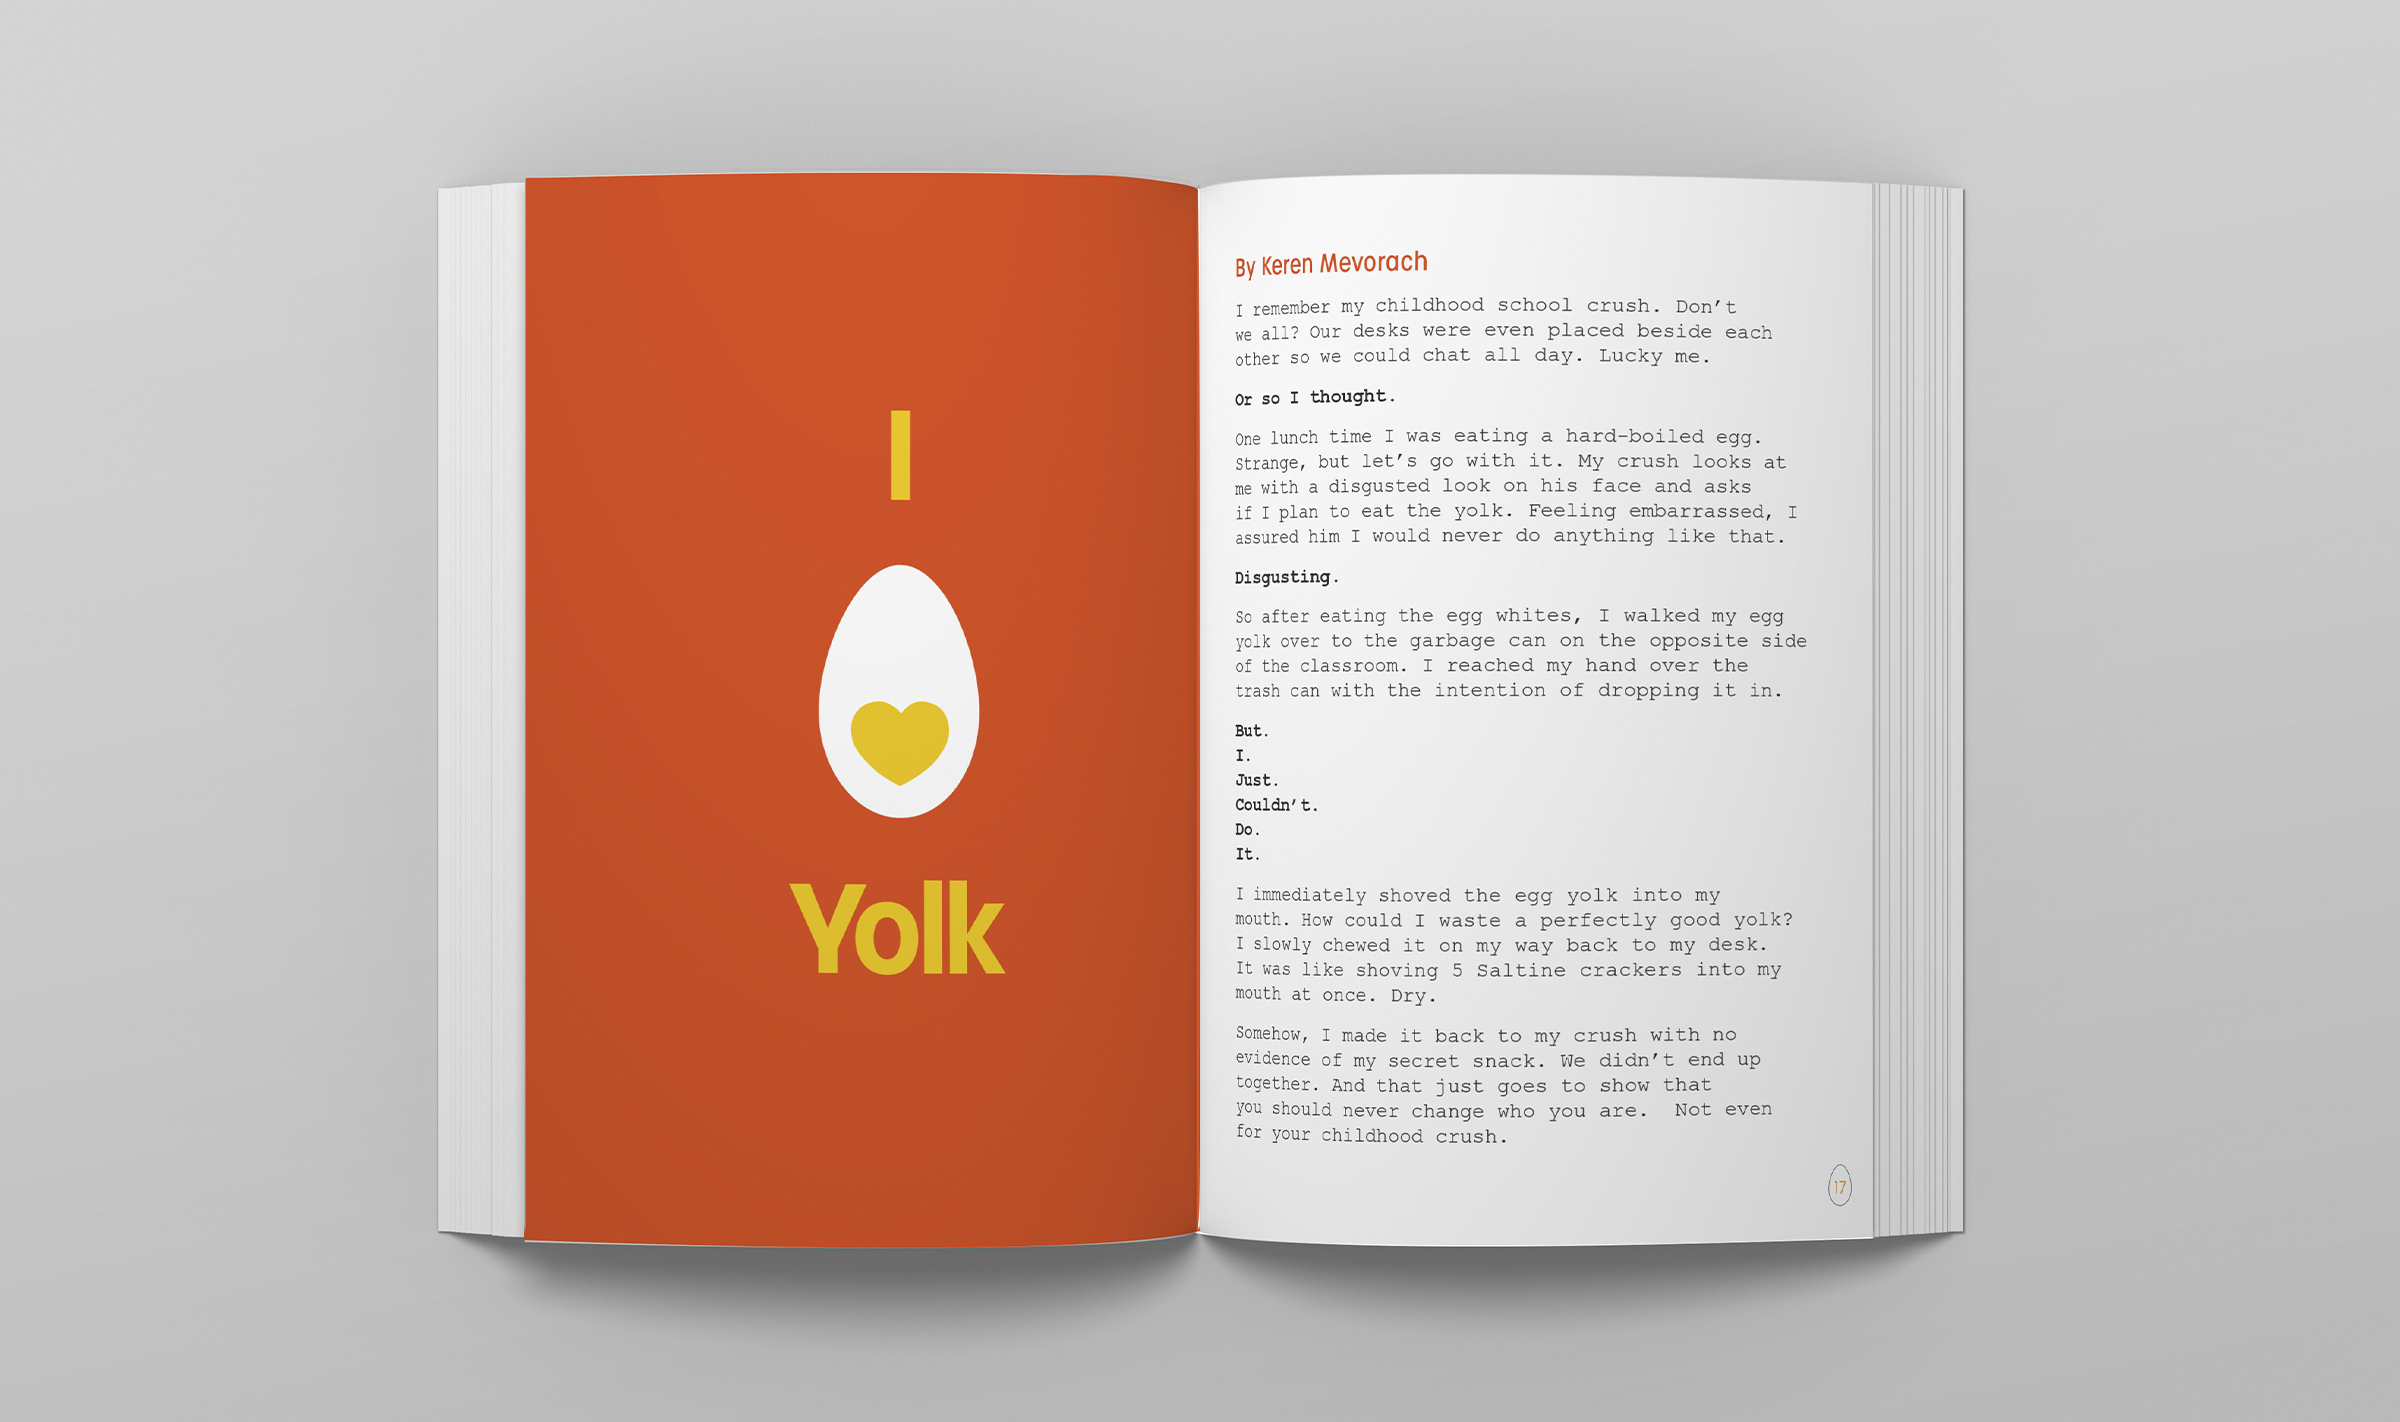 I
Yolk
By Keren Mevorach
I remember my childhood school crush. Don't
we all? Our desks were even placed beside each
other so we could chat all day. Lucky me.
Or so I thought.
One lunch time I was eating a hard-boiled egg.
Strange, but let's go with it. My crush looks at
me with a disgusted look on his face and asks
if I plan to eat the yolk. Feeling embarrassed, I
assured him I would never do anything like that.
Disgusting.
So after eating the egg whites, I walked my egg
yolk over to the garbage can on the opposite side
of the classroom. I reached my hand over the
trash can with the intention of dropping it in.
But.
I.
Just.
Couldn't.
Do.
It.
I immediately shoved the egg yolk into my
mouth. How could I waste a perfectly good yolk?
I slowly chewed it on my way back to my desk.
It was like shoving 5 Saltine crackers into my
mouth at once. Dry.
Somehow, I made it back to my crush with no
evidence of my secret snack. We didn't end up
together. And that just goes to show that
you should never change who you are.  Not even
for your childhood crush.
17